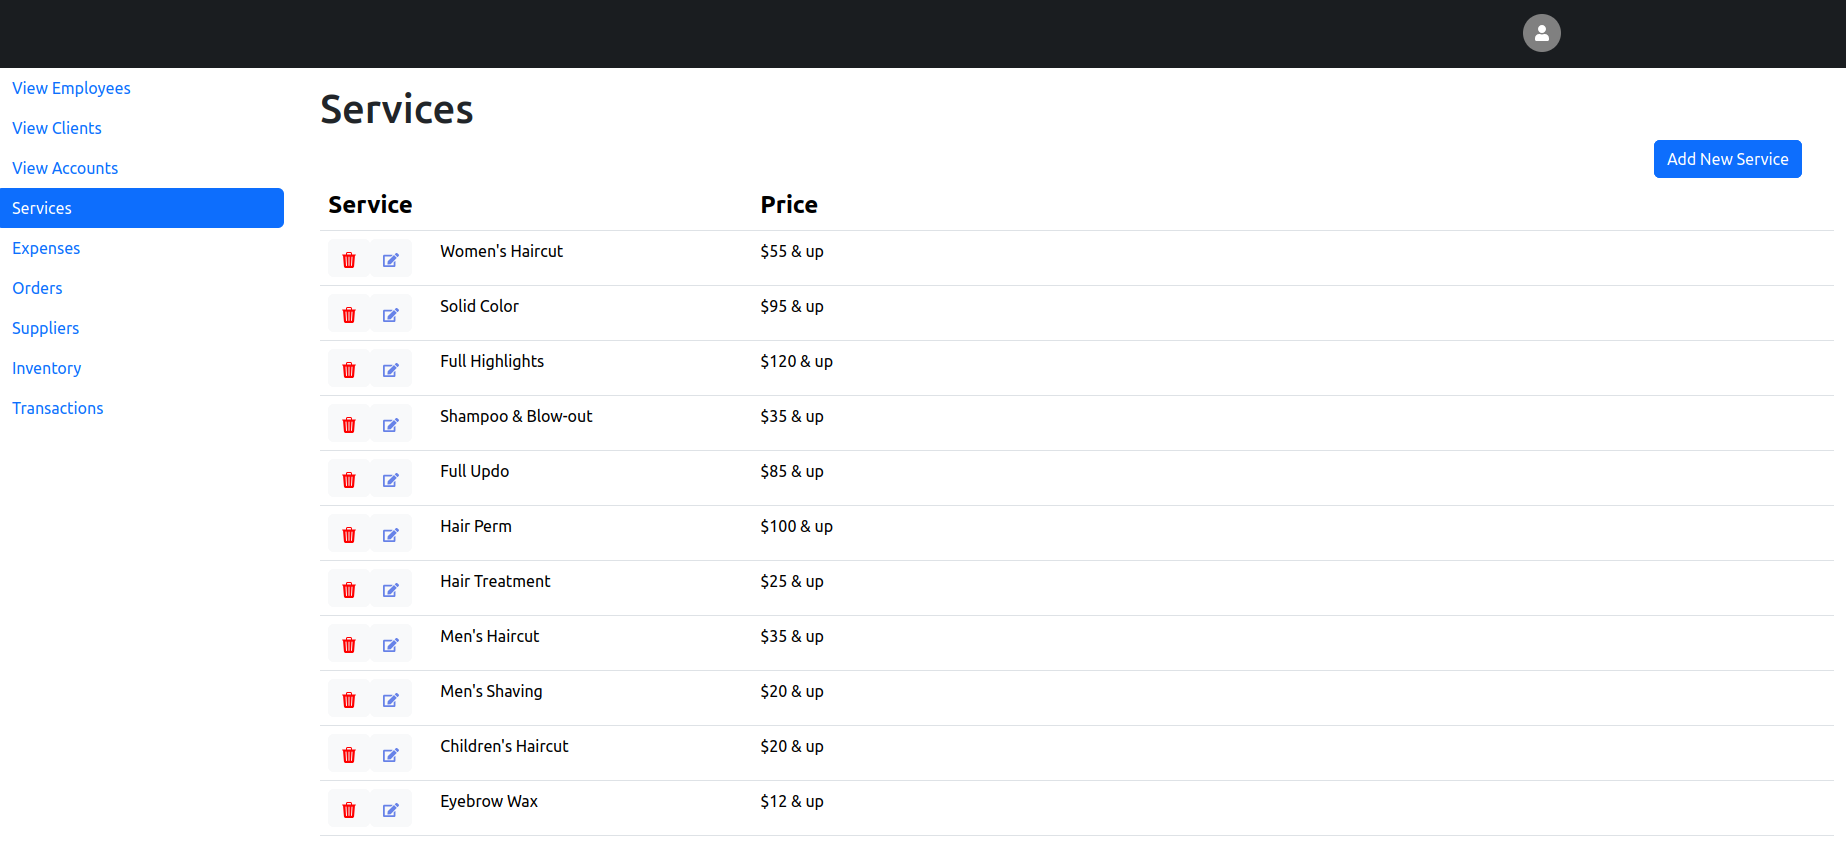 View Employees
View Clients
View Accounts
Services
Expenses
Orders
Suppliers
Inventory
Transactions
Services
Add New Service
Service Price
Women's Haircut $55 & up
Solid Color $95 & up
Full Highlights $120 & up
Shampoo & Blow-out $35 & up
Full Updo $85 & up
Hair Perm $100 & up
Hair Treatment $25 & up
Men's Haircut $35 & up
Men's Shaving $20 & up
Children's Haircut $20 & up
Eyebrow Wax $12 & up